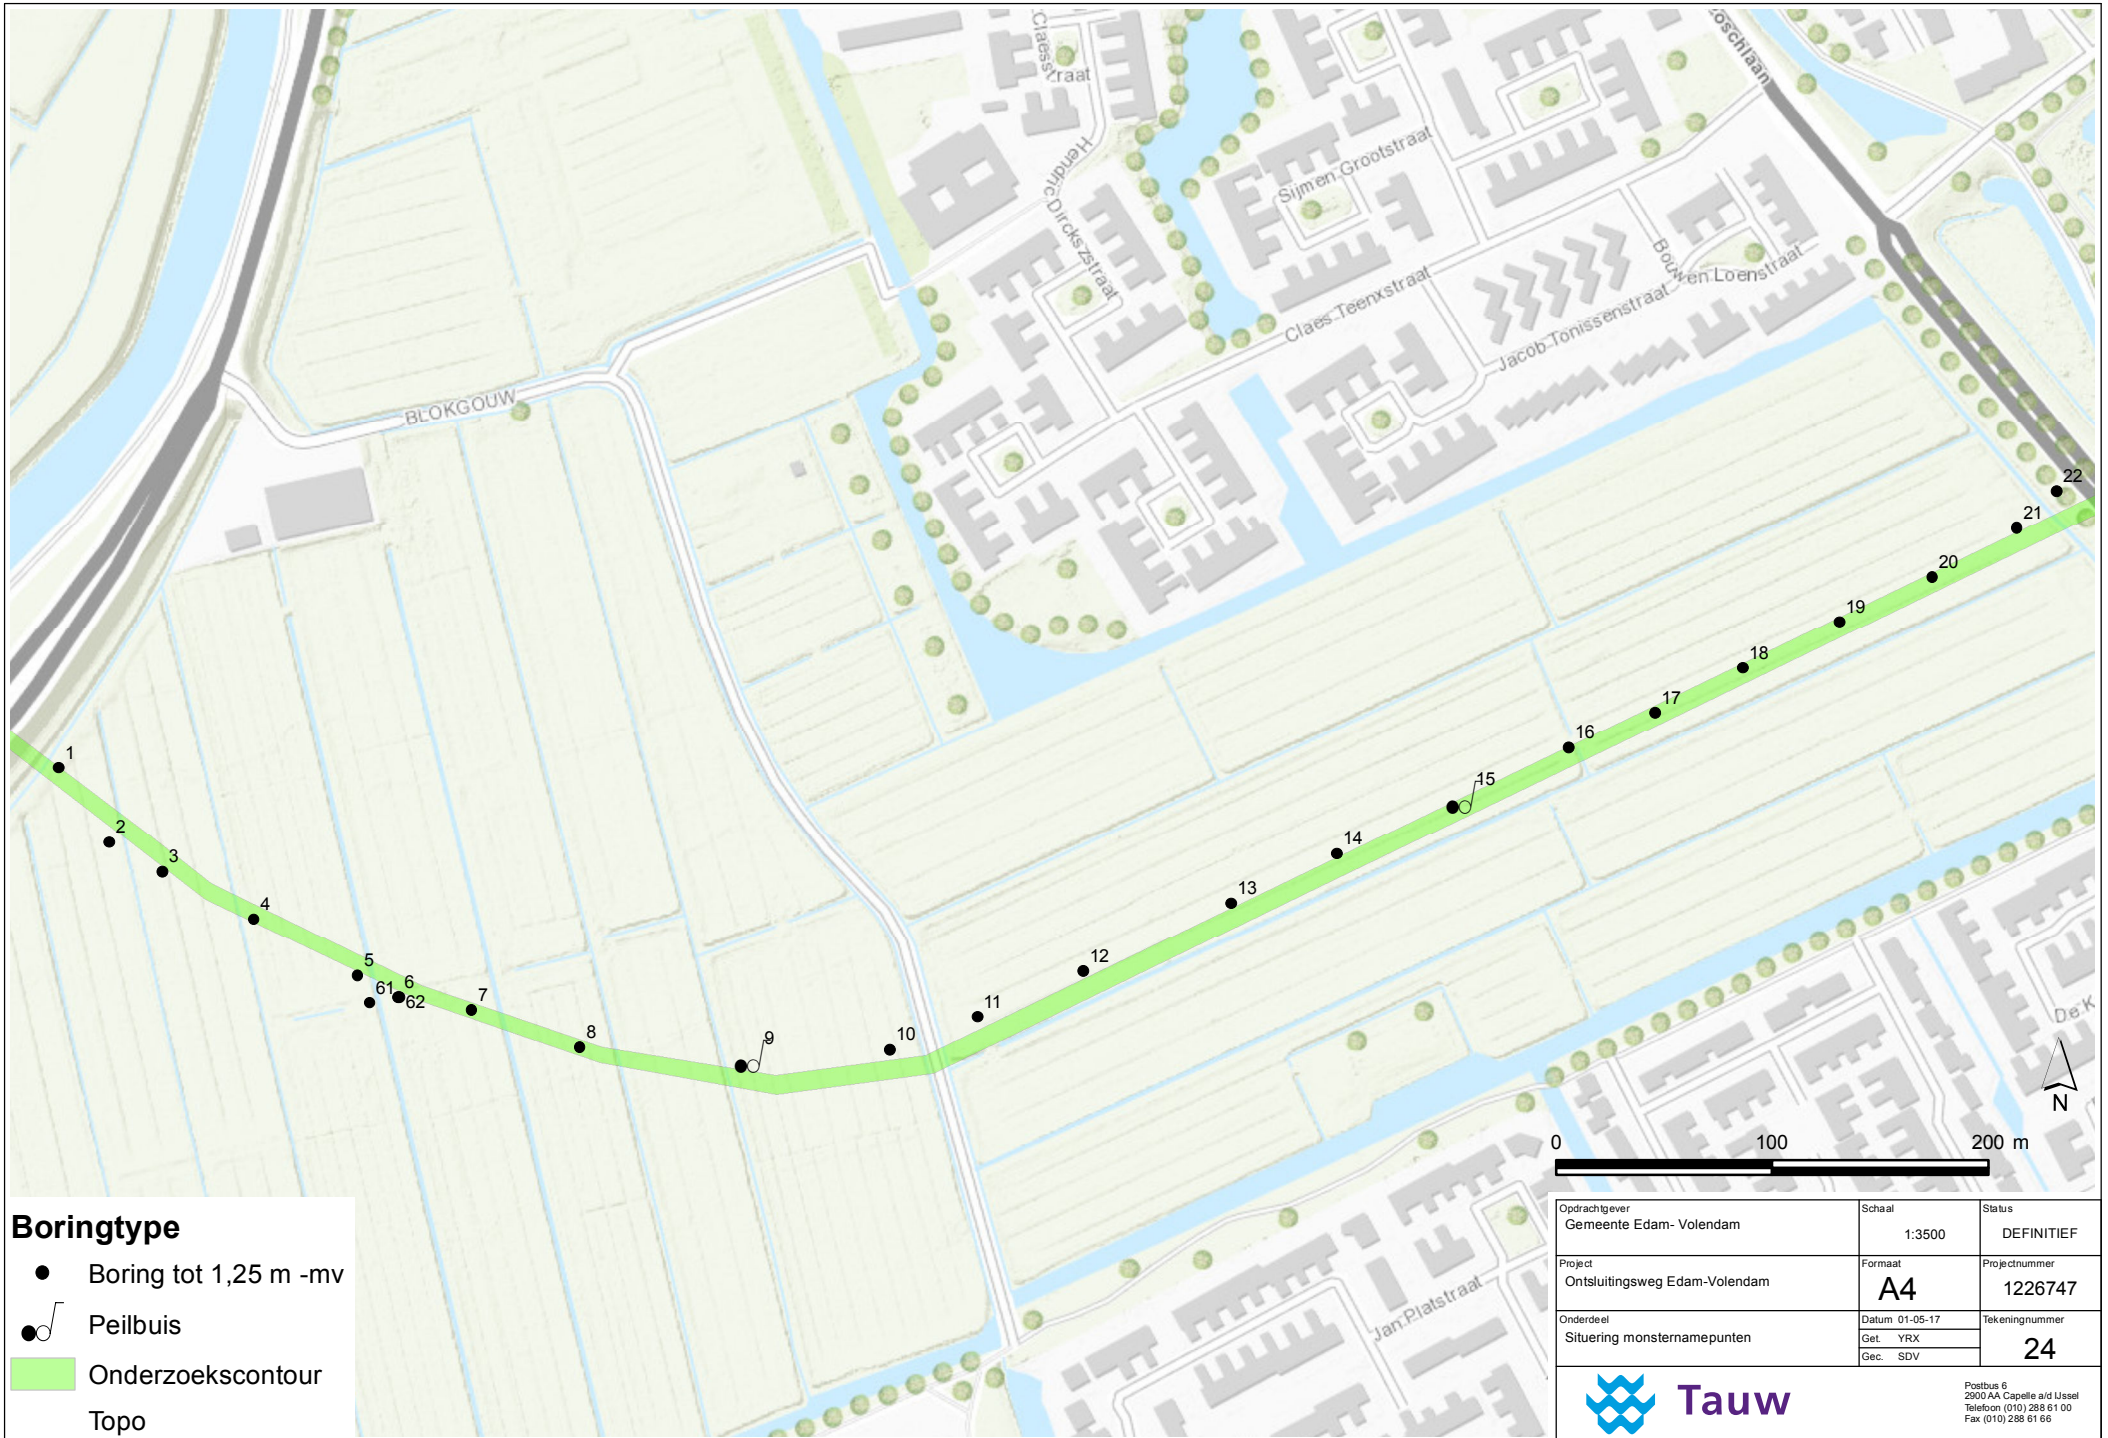 Claessstraat
Hendric Dirckszstraat
Sijmen Grootstraat
Claes Teenxstraat
Jacob Tonissenstraat
Bouwen Loenstraat
oschlaan
BLOKGOUW
Jan Platstraat
De K
1
2
3
4
5
61
6
62
7
8
9
10
11
12
13
14
15
16
17
18
19
20
21
22
N
0 100 200 m
Boringtype
Boring tot 1,25 m -mv
Peilbuis
Onderzoekscontour
Topo
Opdrachtgever
Gemeente Edam- Volendam
Schaal
1:3500
Status
DEFINITIEF
Project
Ontsluitingsweg Edam-Volendam
Formaat
A4
Projectnummer
1226747
Onderdeel
Situering monsternamepunten
Datum 01-05-17
Get. YRX
Gec. SDV
Tekeningnummer
24
Tauw
Postbus 6
2900 AA Capelle a/d IJssel
Telefoon (010) 288 61 00
Fax (010) 288 61 66